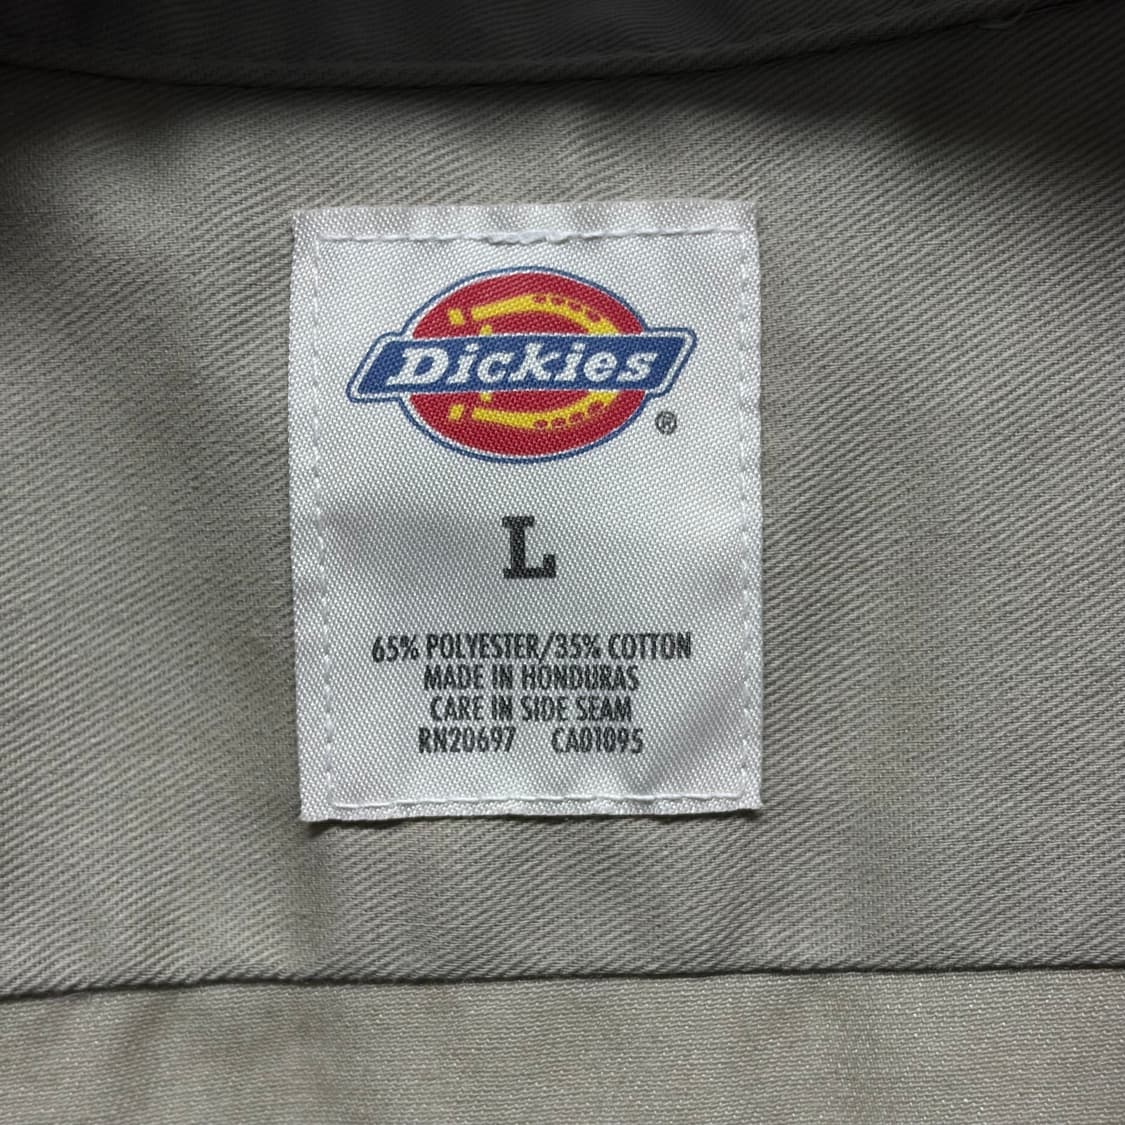 Dickies
®
L
65% POLYESTER/35% COTTON
MADE IN HONDURAS
CARE IN SIDE SEAM
RN20697 CA01095